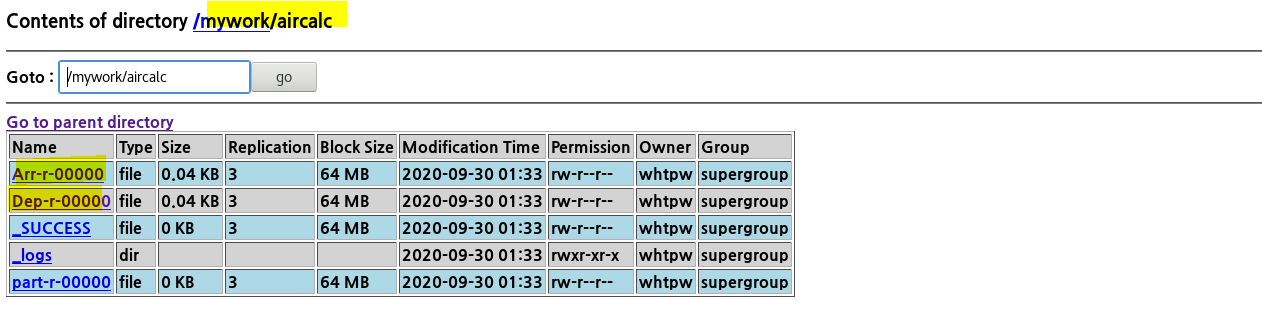 Contents of directory /mywork/aircalc
Goto : /mywork/aircalc go
Go to parent directory
Name Type Size Replication Block Size Modification Time Permission Owner Group
Arr-r-00000 file 0.04 KB 3 64 MB 2020-09-30 01:33 rw-r--r-- whtpw supergroup
Dep-r-00000 file 0.04 KB 3 64 MB 2020-09-30 01:33 rw-r--r-- whtpw supergroup
_SUCCESS file 0 KB 3 64 MB 2020-09-30 01:33 rw-r--r-- whtpw supergroup
_logs dir 2020-09-30 01:33 rwxr-xr-x whtpw supergroup
part-r-00000 file 0 KB 3 64 MB 2020-09-30 01:33 rw-r--r-- whtpw supergroup